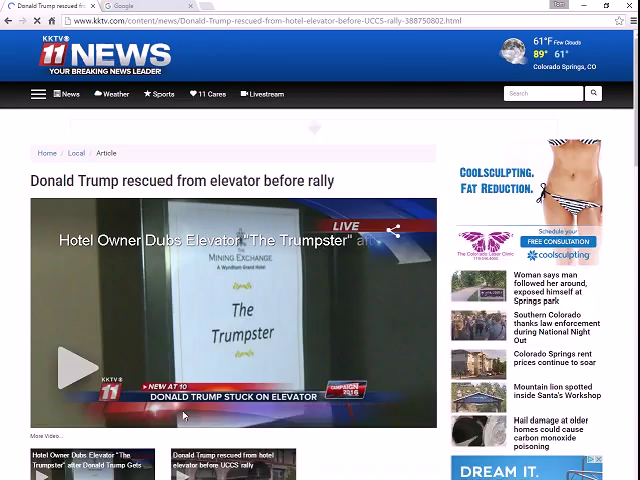 Donald Trump rescued fr
Google
Tom
www.kktv.com/content/news/Donald-Trump-rescued-from-hotel-elevator-before-UCCS-rally-388750802.html
KKTV
11 NEWS
YOUR BREAKING NEWS LEADER!
61°F Few Clouds
89° 61°
Colorado Springs, CO
News
Weather
Sports
11 Cares
Livestream
Search
Home / Local / Article
Donald Trump rescued from elevator before rally
LIVE
Hotel Owner Dubs Elevator "The Trumpster" af
THE
MINING EXCHANGE
A Wyndham Grand Hotel
The
Trumpster
KKTV
11
NEW AT 10
DONALD TRUMP STUCK ON ELEVATOR
CAMPAIGN
2016
More Video...
Hotel Owner Dubs Elevator "The
Trumpster" after Donald Trump Gets
Donald Trump rescued from hotel
elevator before UCCS rally
COOLSCULPTING.
FAT REDUCTION.
The Colorado Laser Clinic
Schedule your
FREE CONSULTATION
coolsculpting
Woman says man
followed her around,
exposed himself at
Springs park
Southern Colorado
thanks law enforcement
during National Night
Out
Colorado Springs rent
prices continue to soar
Mountain lion spotted
inside Santa's Workshop
Hail damage at older
homes could cause
carbon monoxide
poisoning
DREAM IT.